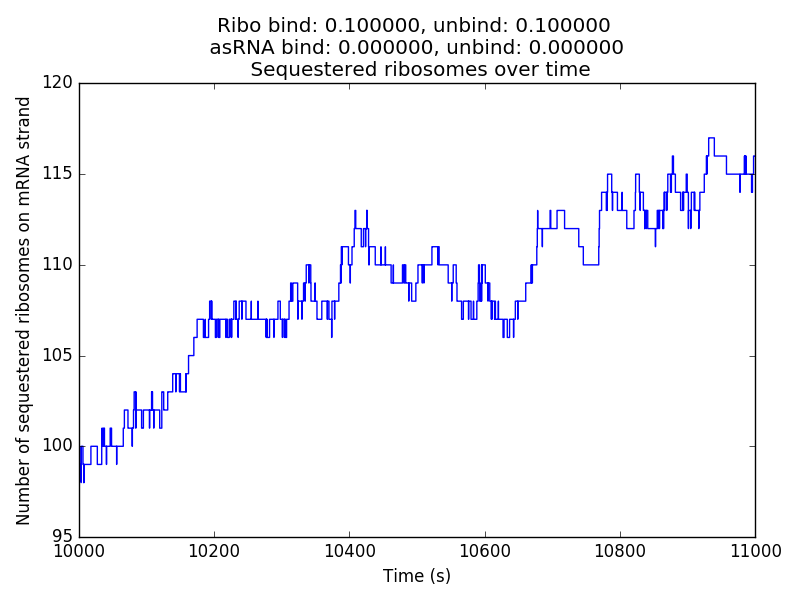 Ribo bind: 0.100000, unbind: 0.100000
asRNA bind: 0.000000, unbind: 0.000000
Sequestered ribosomes over time
Number of sequestered ribosomes on mRNA strand
120
115
110
105
100
95
10000 10200 10400 10600 10800 11000
Time (s)